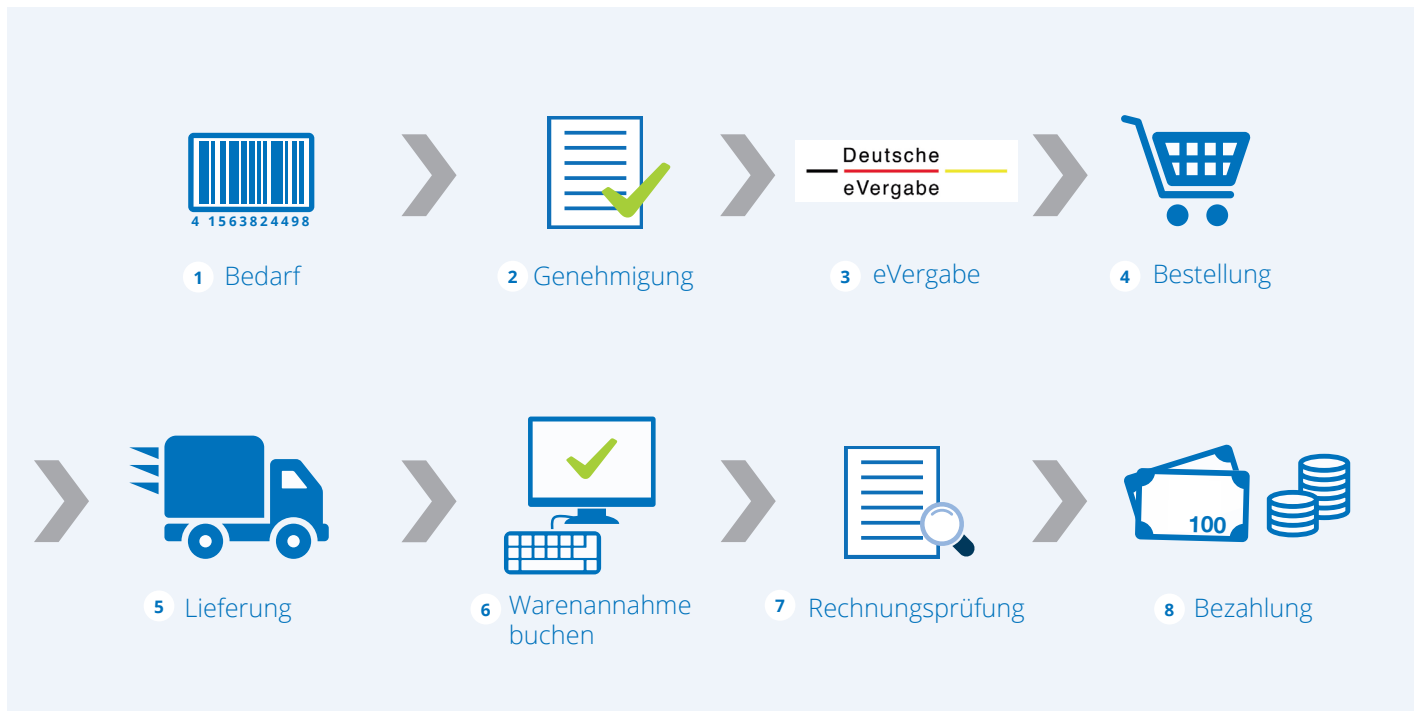 4 1563824498
1 Bedarf
2 Genehmigung
Deutsche
eVergabe
3 eVergabe
4 Bestellung
5 Lieferung
6 Warenannahme
buchen
7 Rechnungsprüfung
100
8 Bezahlung